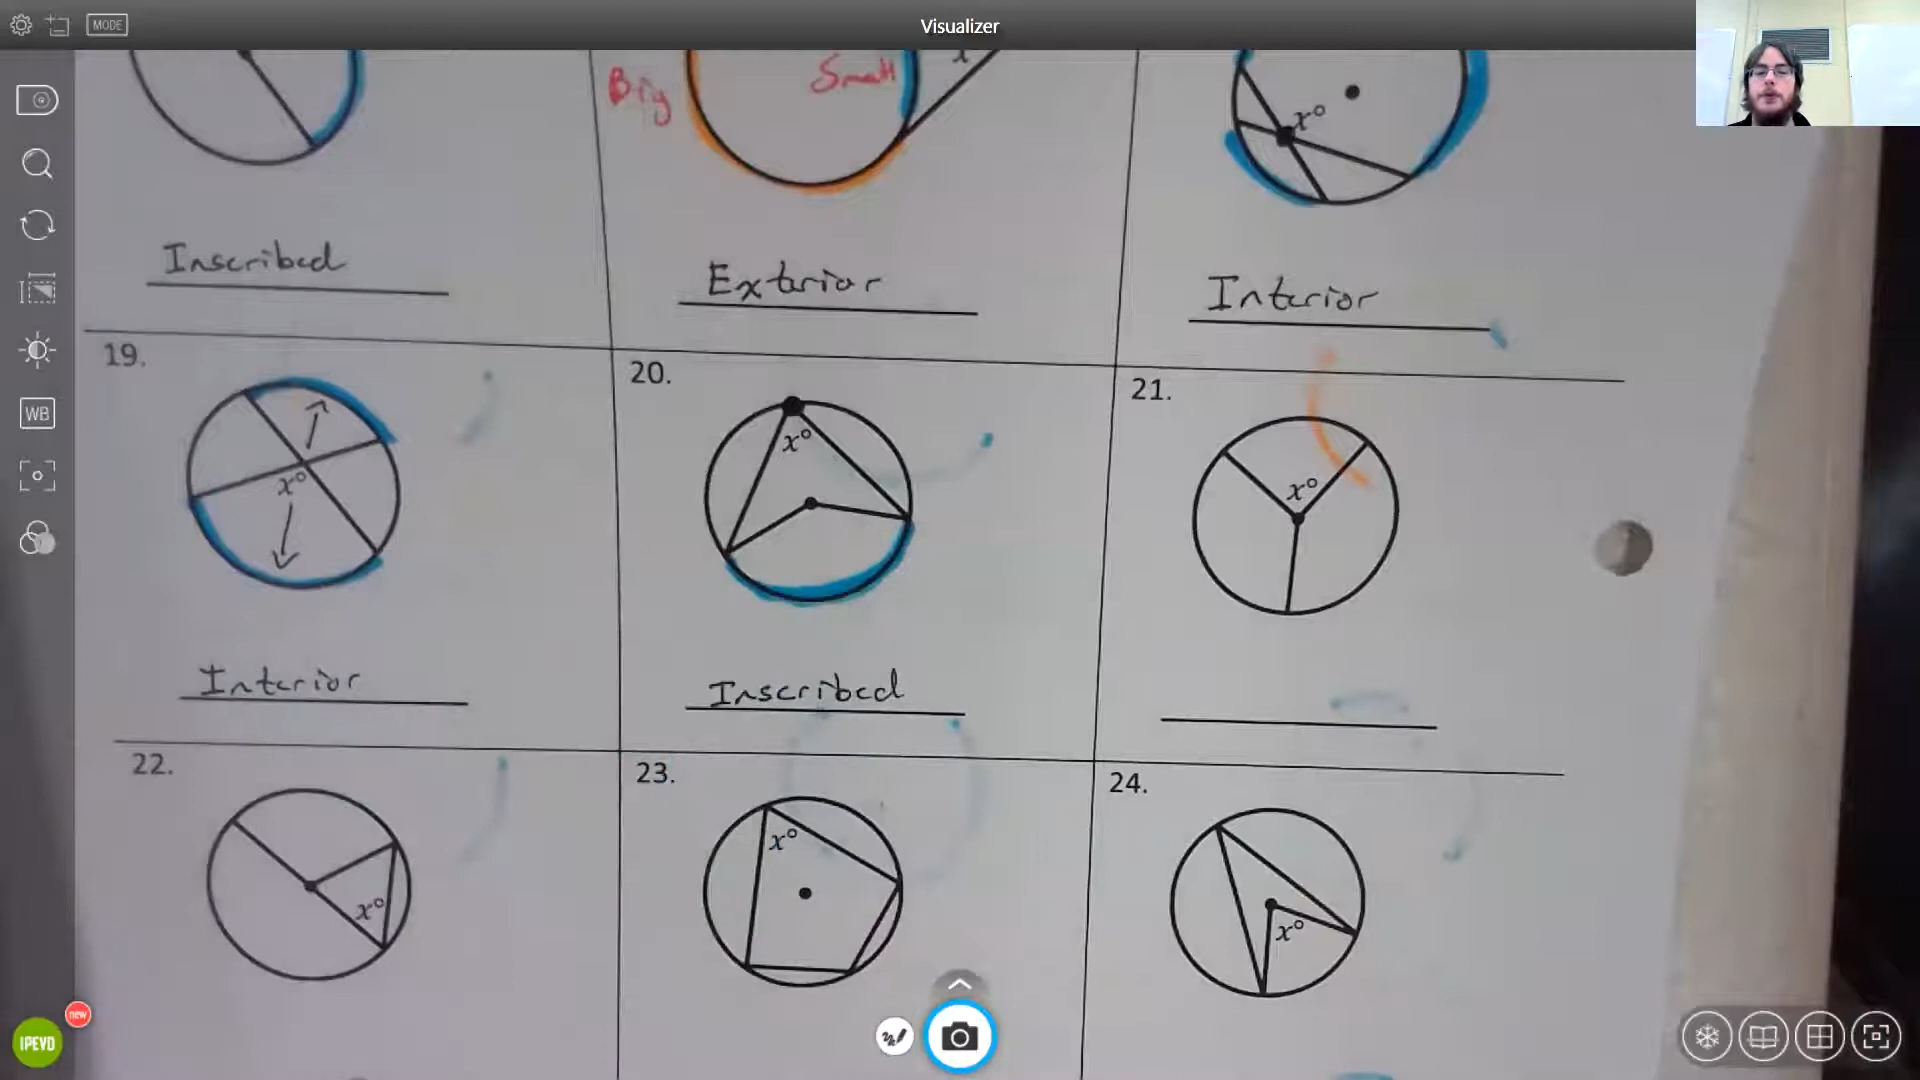 MODE
Visualizer
Big
Small
x
x°
Inscribed
Exterior
Interior
19.
20.
21.
x°
x°
x°
Interior
Inscribed
22.
23.
24.
x°
x°
x°
WB
new
IPEVO